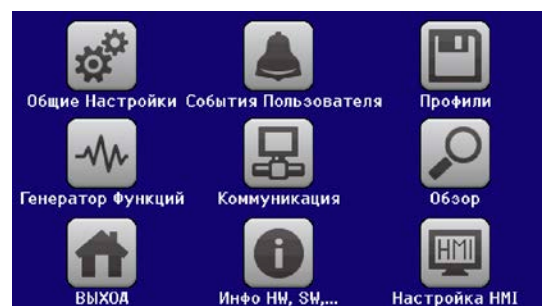 Общие Настройки События Пользователя Профили
Генератор Функций Коммуникация Обзор
HMI
ВЫХОД Инфо HW, SW,... Настройка HMI